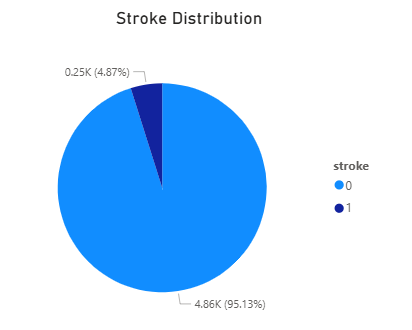 Stroke Distribution
0.25K (4.87%)
stroke
0
1
4.86K (95.13%)